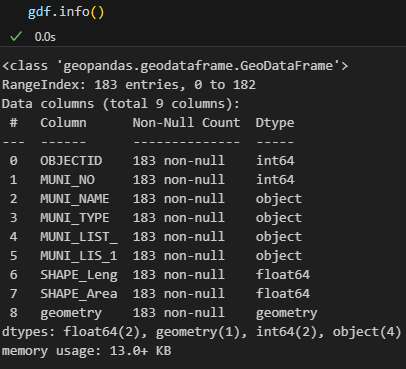 gdf.info()
0.0s
<class 'geopandas.geodataframe.GeoDataFrame'>
RangeIndex: 183 entries, 0 to 182
Data columns (total 9 columns):
 #   Column      Non-Null Count  Dtype
---  ------      --------------  -----
 0   OBJECTID    183 non-null    int64
 1   MUNI_NO     183 non-null    int64
 2   MUNI_NAME   183 non-null    object
 3   MUNI_TYPE   183 non-null    object
 4   MUNI_LIST_  183 non-null    object
 5   MUNI_LIS_1  183 non-null    object
 6   SHAPE_Leng  183 non-null    float64
 7   SHAPE_Area  183 non-null    float64
 8   geometry    183 non-null    geometry
dtypes: float64(2), geometry(1), int64(2), object(4)
memory usage: 13.0+ KB